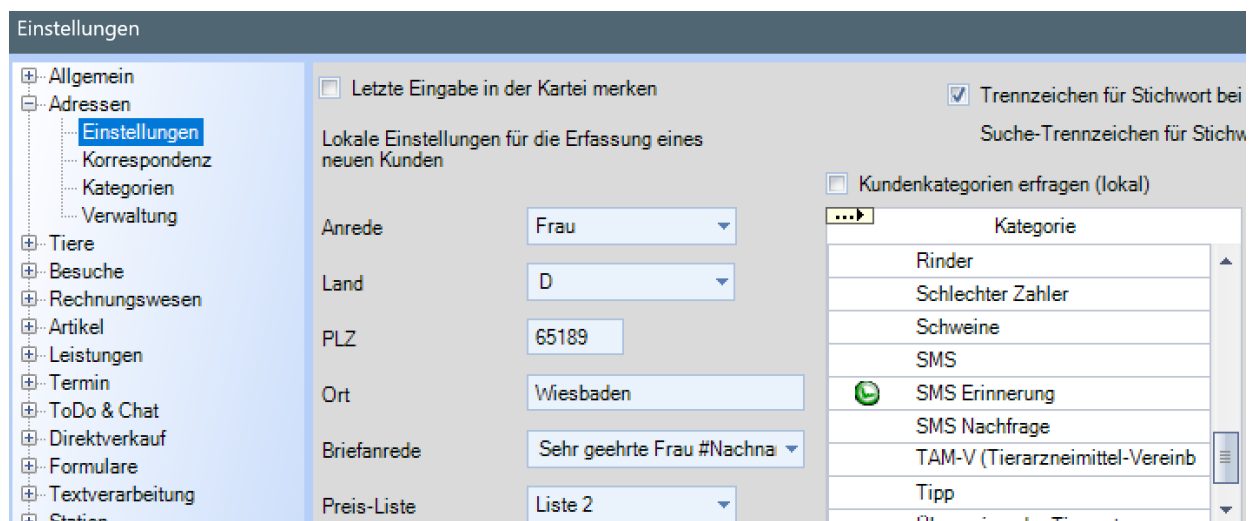 Einstellungen
Allgemein
Adressen
Einstellungen
Korrespondenz
Kategorien
Verwaltung
Tiere
Besuche
Rechnungswesen
Artikel
Leistungen
Termin
ToDo & Chat
Direktverkauf
Formulare
Textverarbeitung
Station
Letzte Eingabe in der Kartei merken
Lokale Einstellungen für die Erfassung eines
neuen Kunden
Anrede Frau
Land D
PLZ 65189
Ort Wiesbaden
Briefanrede Sehr geehrte Frau #Nachna
Preis-Liste Liste 2
Trennzeichen für Stichwort bei
Suche-Trennzeichen für Stichw
Kundenkategorien erfragen (lokal)
Kategorie
Rinder
Schlechter Zahler
Schweine
SMS
SMS Erinnerung
SMS Nachfrage
TAM-V (Tierarzneimittel-Vereinb
Tipp